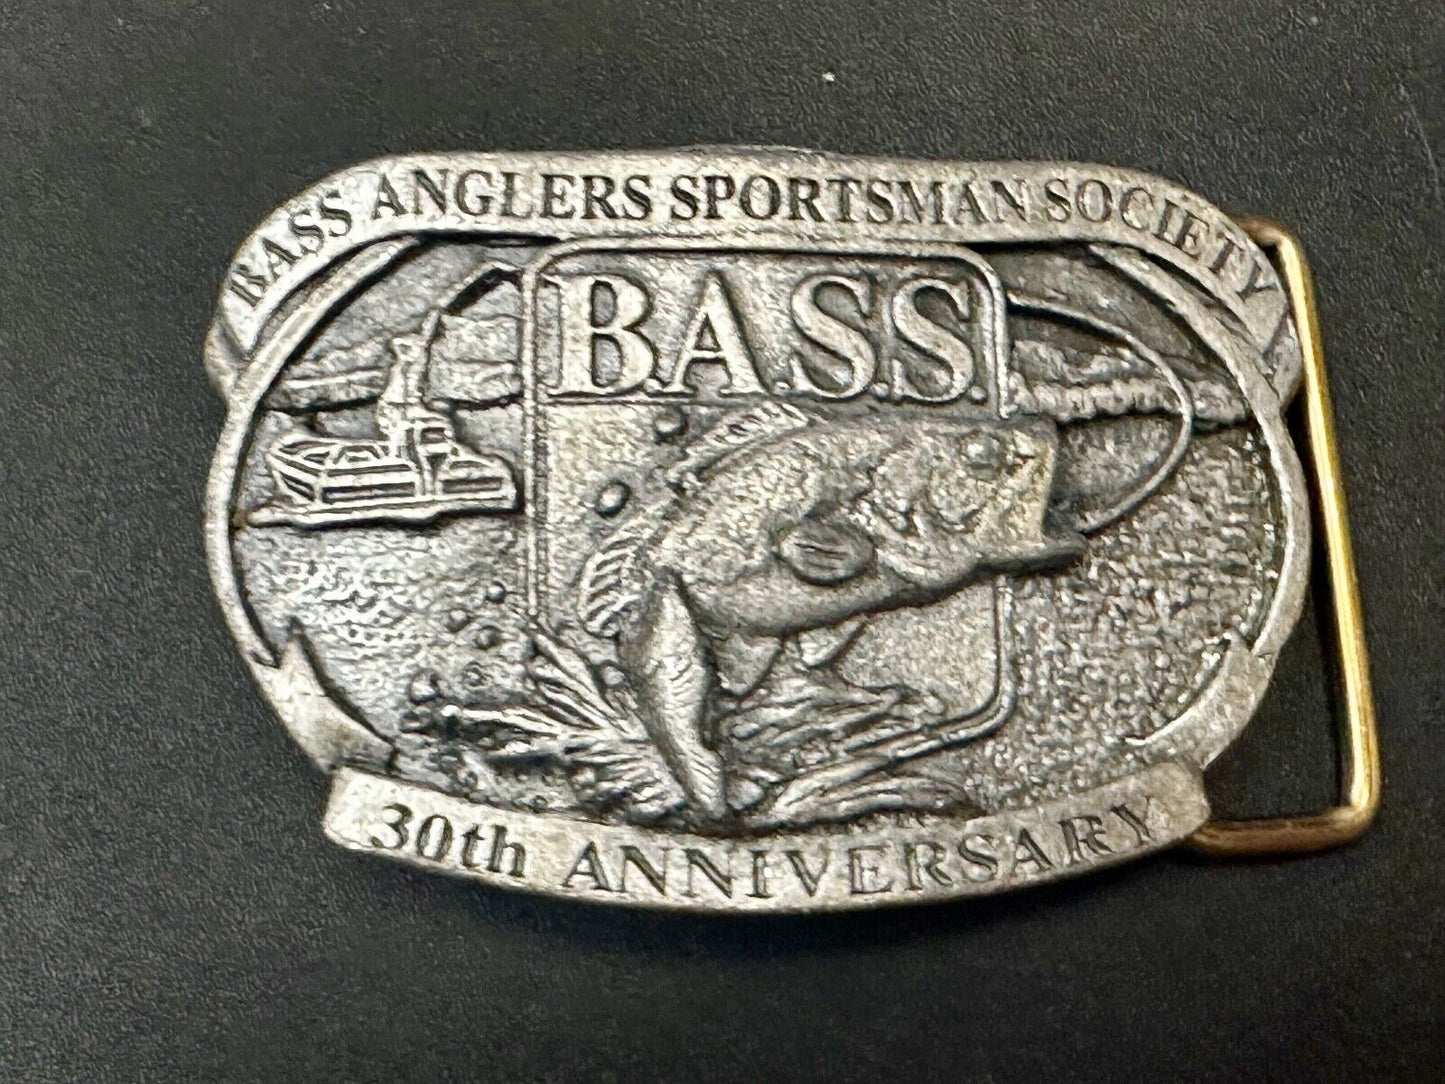 BASS ANGLERS SPORTSMAN SOCIETY
B.A.S.S.
30th ANNIVERSARY